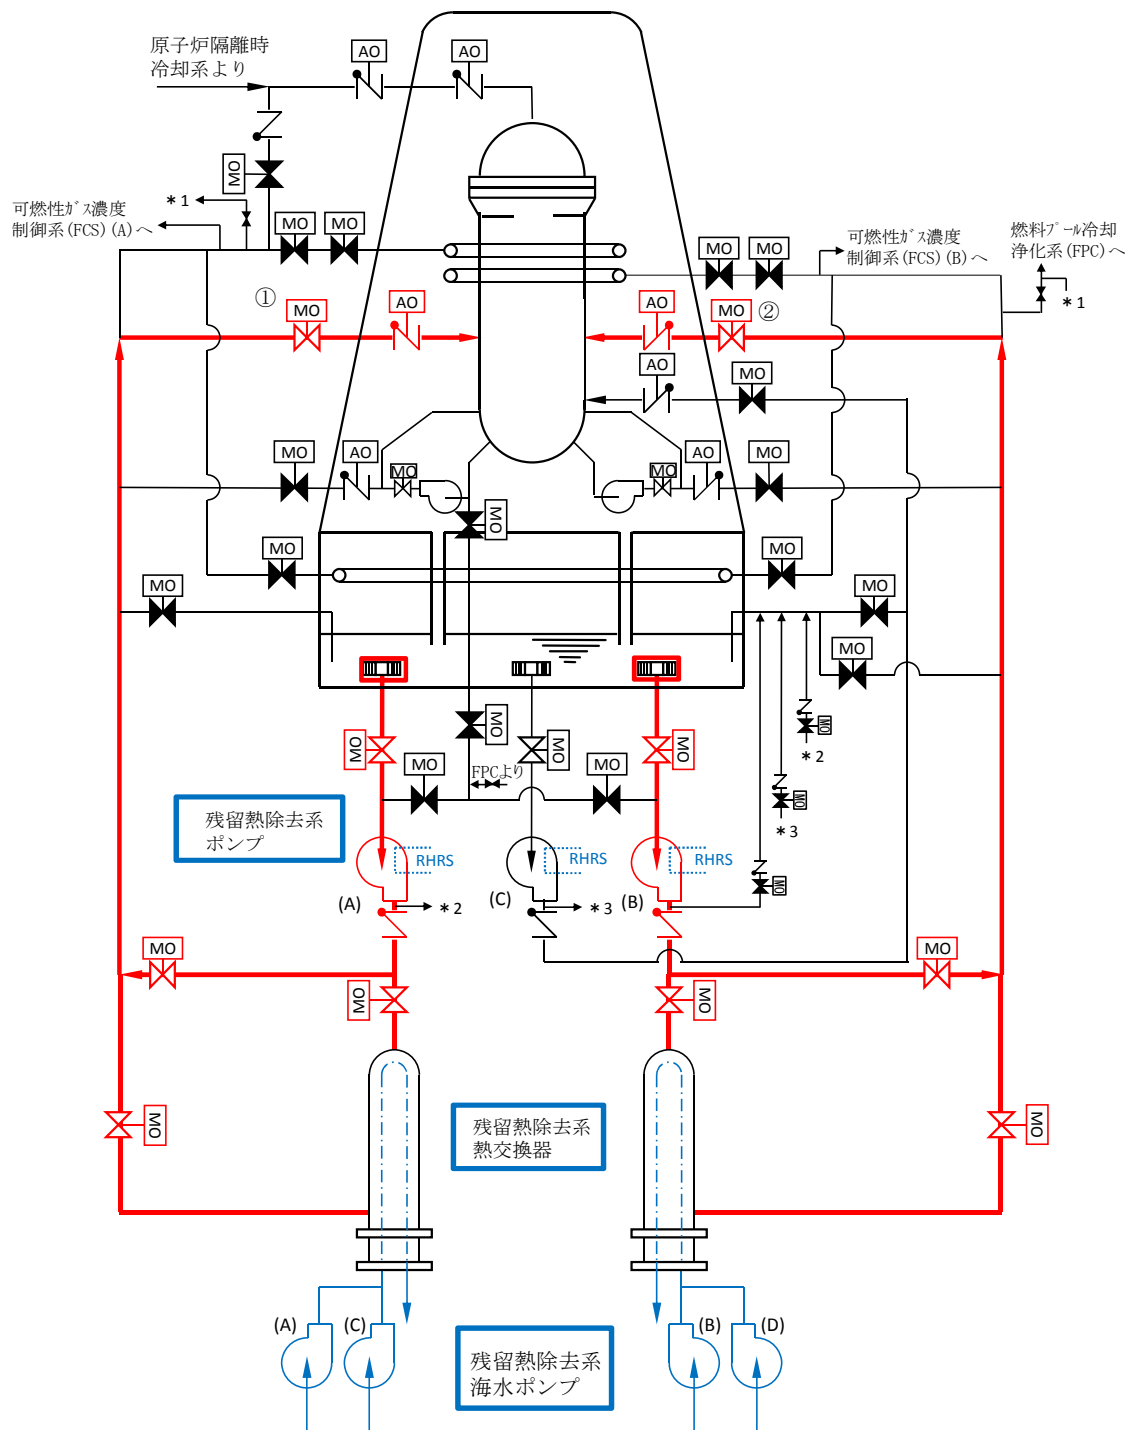 原子炉隔離時
冷却系より
AO
AO
MO
可燃性ｶﾞｽ濃度
制御系(FCS)(A)へ
*1
MO
MO
MO
MO
可燃性ｶﾞｽ濃度
制御系(FCS)(B)へ
燃料ﾌﾟｰﾙ冷却
浄化系(FPC)へ
*1
①
MO
AO
AO
MO
②
AO
MO
MO
AO
MO
MO
AO
MO
MO
MO
MO
MO
MO
MO
MO
MO
MO
MO
MO
MO
*2
MO
*3
MO
MO
FPCより
MO
残留熱除去系
ポンプ
RHRS
RHRS
RHRS
(A)
(C)
(B)
*2
*3
MO
MO
MO
MO
MO
MO
残留熱除去系
熱交換器
(A)
(C)
(B)
(D)
残留熱除去系
海水ポンプ